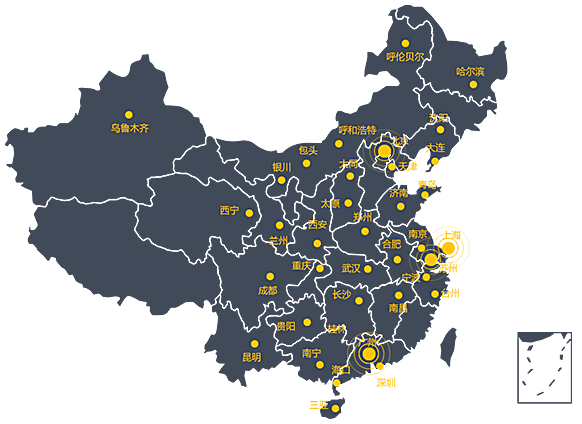 呼伦贝尔
哈尔滨
乌鲁木齐
沈阳
呼和浩特
北京
大连
包头
大同
天津
银川
青岛
济南
太原
西宁
郑州
西安
兰州
上海
南京
合肥
苏州
重庆
武汉
宁波
成都
长沙
台州
南昌
贵阳
桂林
广州
昆明
南宁
海口
深圳
三亚